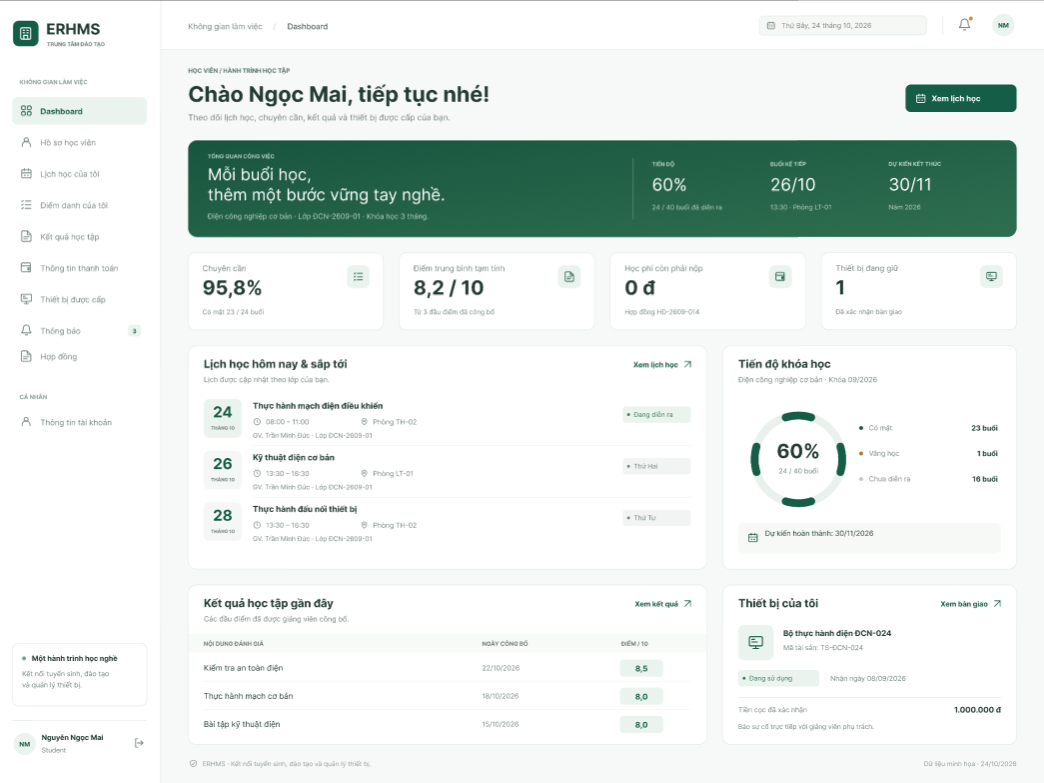 ERHMS
TRUNG TÂM ĐÀO TẠO
KHÔNG GIAN LÀM VIỆC
Dashboard
Hồ sơ học viên
Lịch học của tôi
Điểm danh của tôi
Kết quả học tập
Thông tin thanh toán
Thiết bị được cấp
Thông báo 3
Hợp đồng
CÁ NHÂN
Thông tin tài khoản
Một hành trình học nghề
Kết nối tuyển sinh, đào tạo
và quản lý thiết bị.
NM
Nguyễn Ngọc Mai
Student
Không gian làm việc / Dashboard
Thứ Bảy, 24 tháng 10, 2026
NM
HỌC VIÊN / HÀNH TRÌNH HỌC TẬP
Chào Ngọc Mai, tiếp tục nhé!
Theo dõi lịch học, chuyên cần, kết quả và thiết bị được cấp của bạn.
Xem lịch học
TỔNG QUAN CÔNG VIỆC
Mỗi buổi học,
thêm một bước vững tay nghề.
Điện công nghiệp cơ bản · Lớp ĐCN-2609-01 · Khóa học 3 tháng.
TIẾN ĐỘ
60%
24 / 40 buổi đã diễn ra
BUỔI KẾ TIẾP
26/10
13:30 · Phòng LT-01
DỰ KIẾN KẾT THÚC
30/11
Năm 2026
Chuyên cần
95,8%
Có mặt 23 / 24 buổi
Điểm trung bình tạm tính
8,2 / 10
Từ 3 đầu điểm đã công bố
Học phí còn phải nộp
0 đ
Hợp đồng HĐ-2609-014
Thiết bị đang giữ
1
Đã xác nhận bàn giao
Lịch học hôm nay & sắp tới
Xem lịch học
Lịch được cập nhật theo lớp của bạn.
24
THÁNG 10
Thực hành mạch điện điều khiển
08:00 – 11:00 Phòng TH-02
GV. Trần Minh Đức · Lớp ĐCN-2609-01
Đang diễn ra
26
THÁNG 10
Kỹ thuật điện cơ bản
13:30 – 16:30 Phòng LT-01
GV. Trần Minh Đức · Lớp ĐCN-2609-01
Thứ Hai
28
THÁNG 10
Thực hành đấu nối thiết bị
13:30 – 16:30 Phòng TH-02
GV. Trần Minh Đức · Lớp ĐCN-2609-01
Thứ Tư
Tiến độ khóa học
Điện công nghiệp cơ bản · Khóa 09/2026
60%
24 / 40 buổi
Có mặt 23 buổi
Vắng học 1 buổi
Chưa diễn ra 16 buổi
Dự kiến hoàn thành: 30/11/2026
Kết quả học tập gần đây
Xem kết quả
Các đầu điểm đã được giảng viên công bố.
NỘI DUNG ĐÁNH GIÁ NGÀY CÔNG BỐ ĐIỂM / 10
Kiểm tra an toàn điện 22/10/2026 8,5
Thực hành mạch cơ bản 18/10/2026 8,0
Bài tập kỹ thuật điện 15/10/2026 8,0
Thiết bị của tôi
Xem bàn giao
Bộ thực hành điện ĐCN-024
Mã tài sản: TS-ĐCN-024
Đang sử dụng
Nhận ngày 08/09/2026
Tiền cọc đã xác nhận 1.000.000 đ
Báo sự cố trực tiếp với giảng viên phụ trách.
ERHMS · Kết nối tuyển sinh, đào tạo và quản lý thiết bị.
Dữ liệu minh họa · 24/10/2026